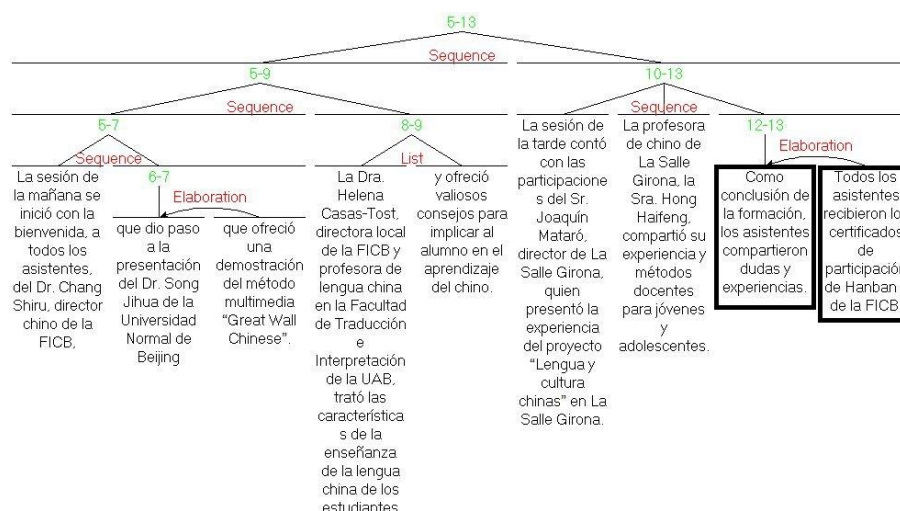 5-13
Sequence
5-9
10-13
Sequence
Sequence
5-7
8-9
12-13
Sequence
List
Elaboration
6-7
Elaboration
La sesión de
la mañana se
inició con la
bienvenida, a
todos los
asistentes,
del Dr. Chang
Shiru, director
chino de la
FICB,
que dio paso
a la
presentación
del Dr. Song
Jihua de la
Universidad
Normal de
Beijing
que ofreció
una
demostración
del método
multimedia
“Great Wall
Chinese”.
La Dra.
Helena
Casas-Tost,
directora local
de la FICB y
profesora de
lengua china
en la Facultad
de Traducción
e
Interpretación
de la UAB,
trató las
característica
s de la
enseñanza
de la lengua
china de los
estudiantes
y ofreció
valiosos
consejos para
implicar al
alumno en el
aprendizaje
del chino.
La sesión de
la tarde contó
con las
participacione
s del Sr.
Joaquín
Mataró,
director de La
Salle Girona,
quien
presentó la
experiencia
del proyecto
“Lengua y
cultura
chinas” en La
Salle Girona.
La profesora
de chino de
La Salle
Girona, la
Sra. Hong
Haifeng,
compartió su
experiencia y
métodos
docentes
para jóvenes
y
adolescentes.
Como
conclusión de
la formación,
los asistentes
compartieron
dudas y
experiencias.
Todos los
asistentes
recibieron lo
certificados
de
participación
de Hanban
de la FICB